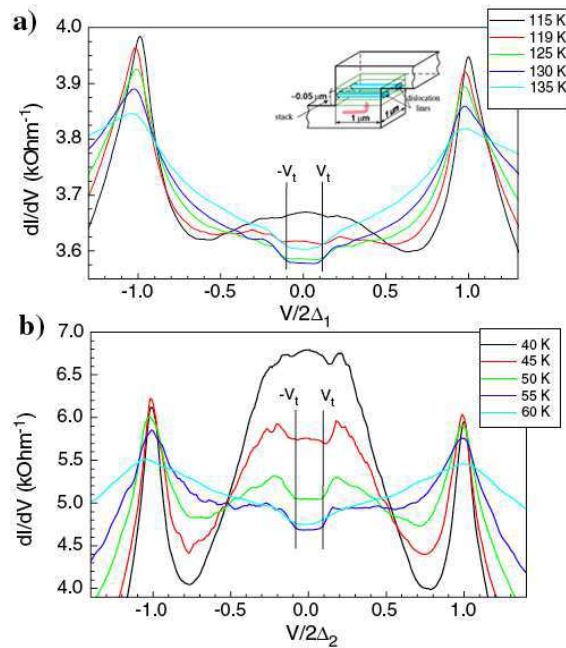 a)
4.0
3.9
3.8
3.7
3.6
dI/dV (kOhm⁻¹)
-1.0 -0.5 0.0 0.5 1.0
V/2Δ₁
-Vₜ Vₜ
115 K
119 K
125 K
130 K
135 K
~0.05 μm
stack
1 μm
1 μm
dislocation
lines
b)
7.0
6.5
6.0
5.5
5.0
4.5
4.0
dI/dV (kOhm⁻¹)
-1.0 -0.5 0.0 0.5 1.0
V/2Δ₂
-Vₜ Vₜ
40 K
45 K
50 K
55 K
60 K